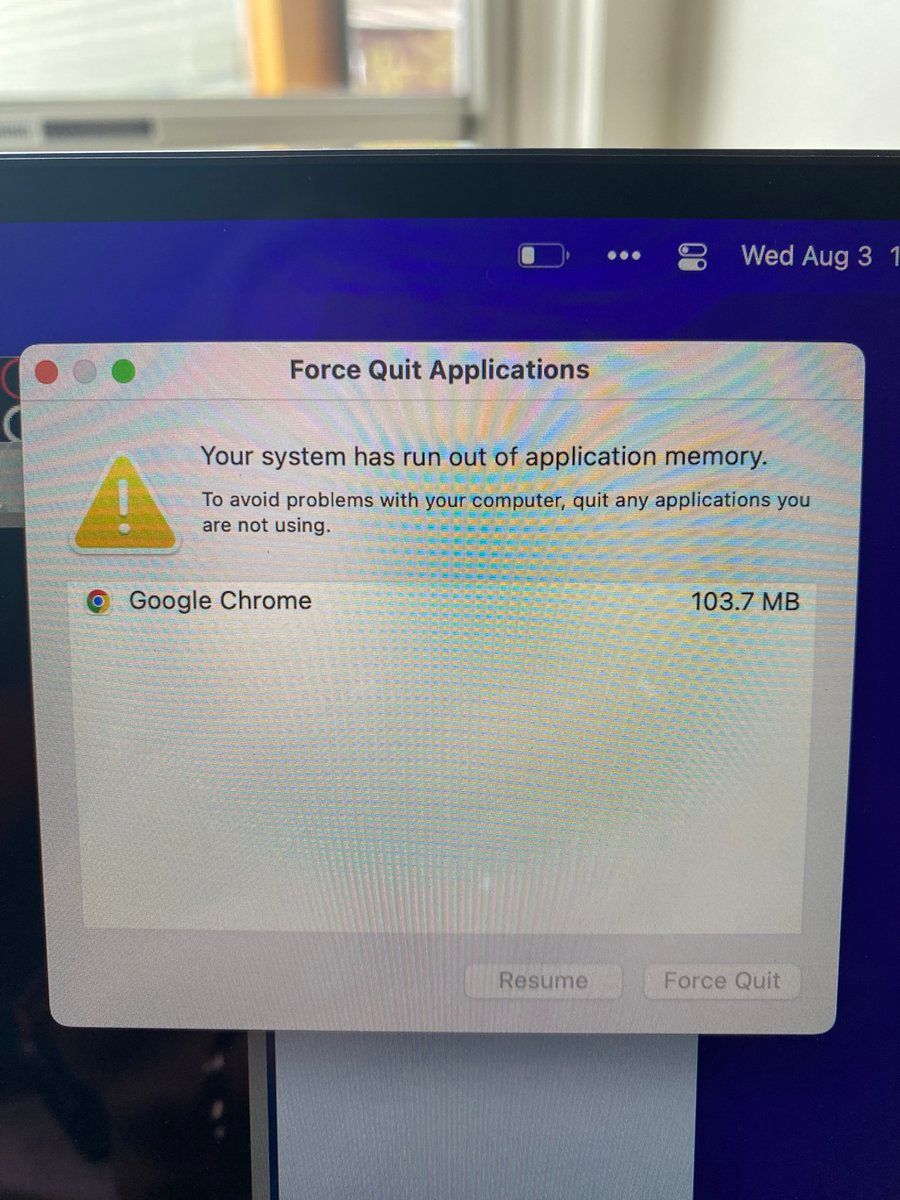 Wed Aug 3
Force Quit Applications
Your system has run out of application memory.
To avoid problems with your computer, quit any applications you
are not using.
Google Chrome 103.7 MB
Resume Force Quit